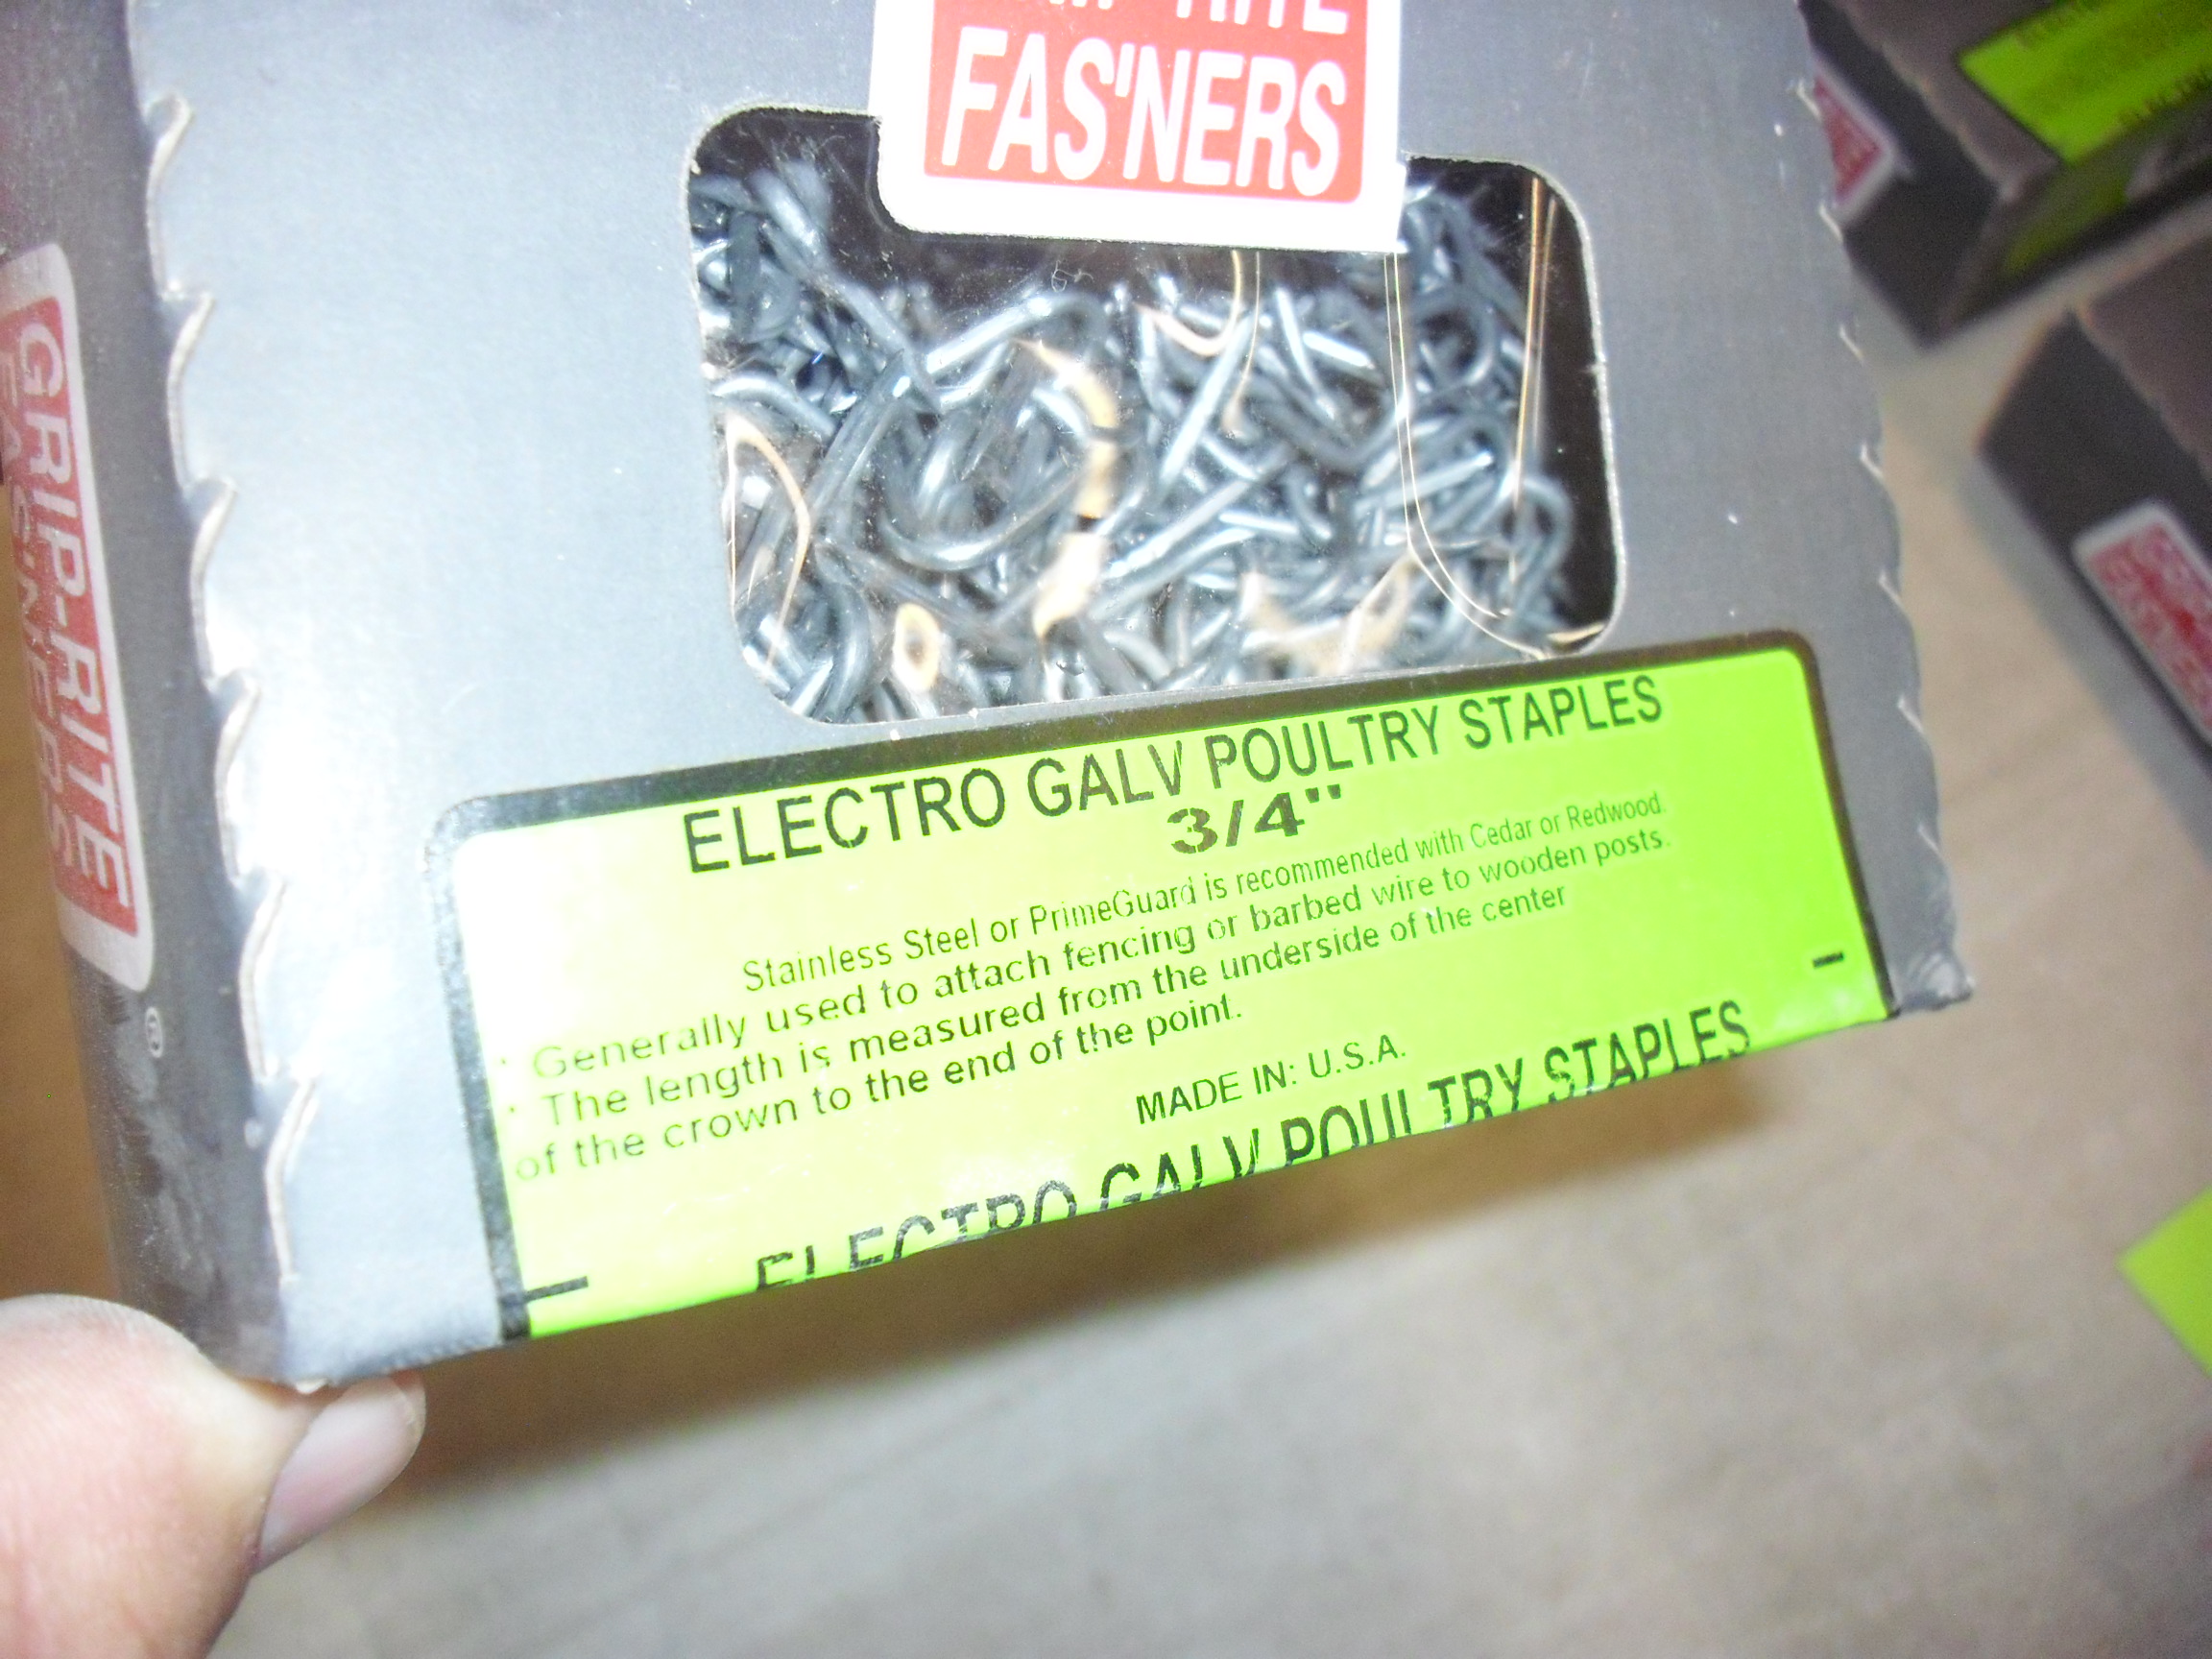 FAS'NERS
GRIP-RITE
FAS'NERS
®
ELECTRO GALV POULTRY STAPLES
3/4"
Stainless Steel or PrimeGuard is recommended with Cedar or Redwood.
· Generally used to attach fencing or barbed wire to wooden posts.
· The length is measured from the underside of the center
of the crown to the end of the point.
MADE IN: U.S.A.
ELECTRO GALV POULTRY STAPLES